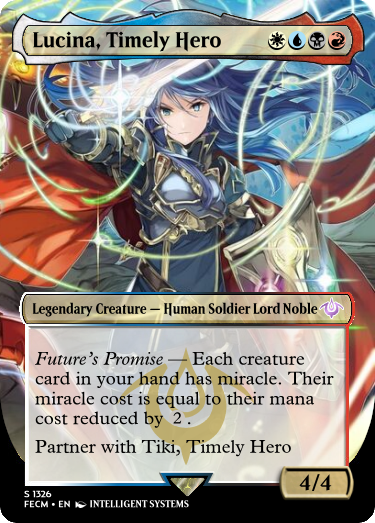 Lucina, Timely Hero
Legendary Creature — Human Soldier Lord Noble
Future's Promise — Each creature
card in your hand has miracle. Their
miracle cost is equal to their mana
cost reduced by 2.
Partner with Tiki, Timely Hero
4/4
S 1326
FECM • EN INTELLIGENT SYSTEMS